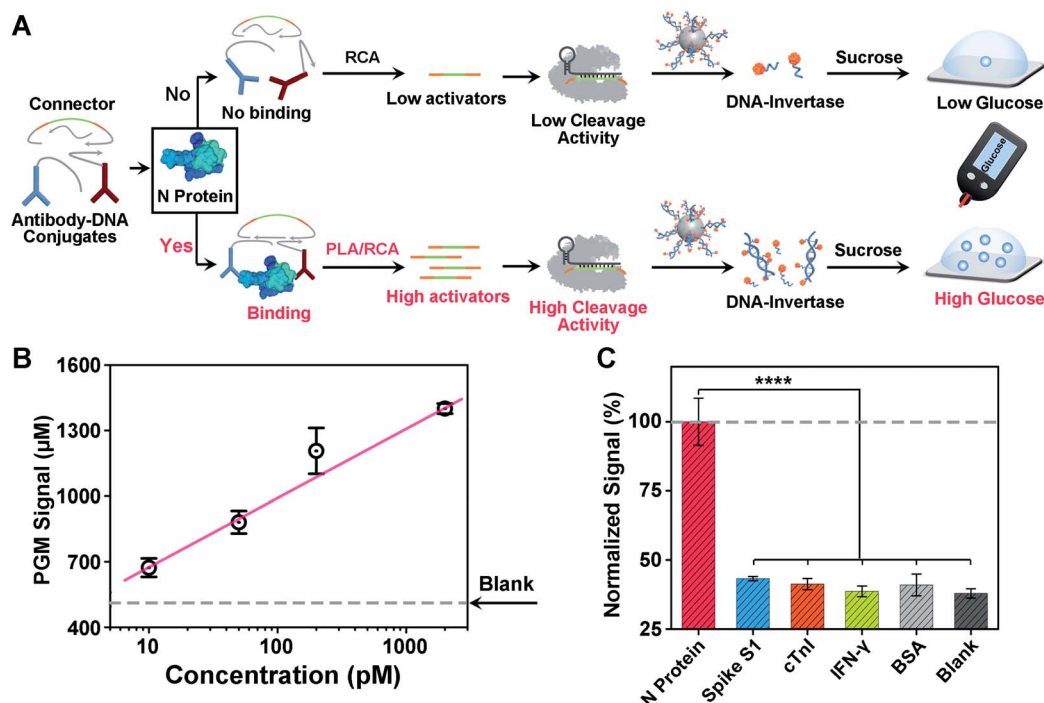 A
Connector
Antibody-DNA
Conjugates
No
N Protein
Yes
No binding
RCA
Low activators
Low Cleavage
Activity
DNA-Invertase
Sucrose
Low Glucose
Glucose
Binding
PLA/RCA
High activators
High Cleavage
Activity
DNA-Invertase
Sucrose
High Glucose
B
PGM Signal (µM)
1600
1300
1000
700
400
10
100
1000
Concentration (pM)
Blank
C
Normalized Signal (%)
100
75
50
25
****
N Protein
Spike S1
cTnI
IFN-γ
BSA
Blank